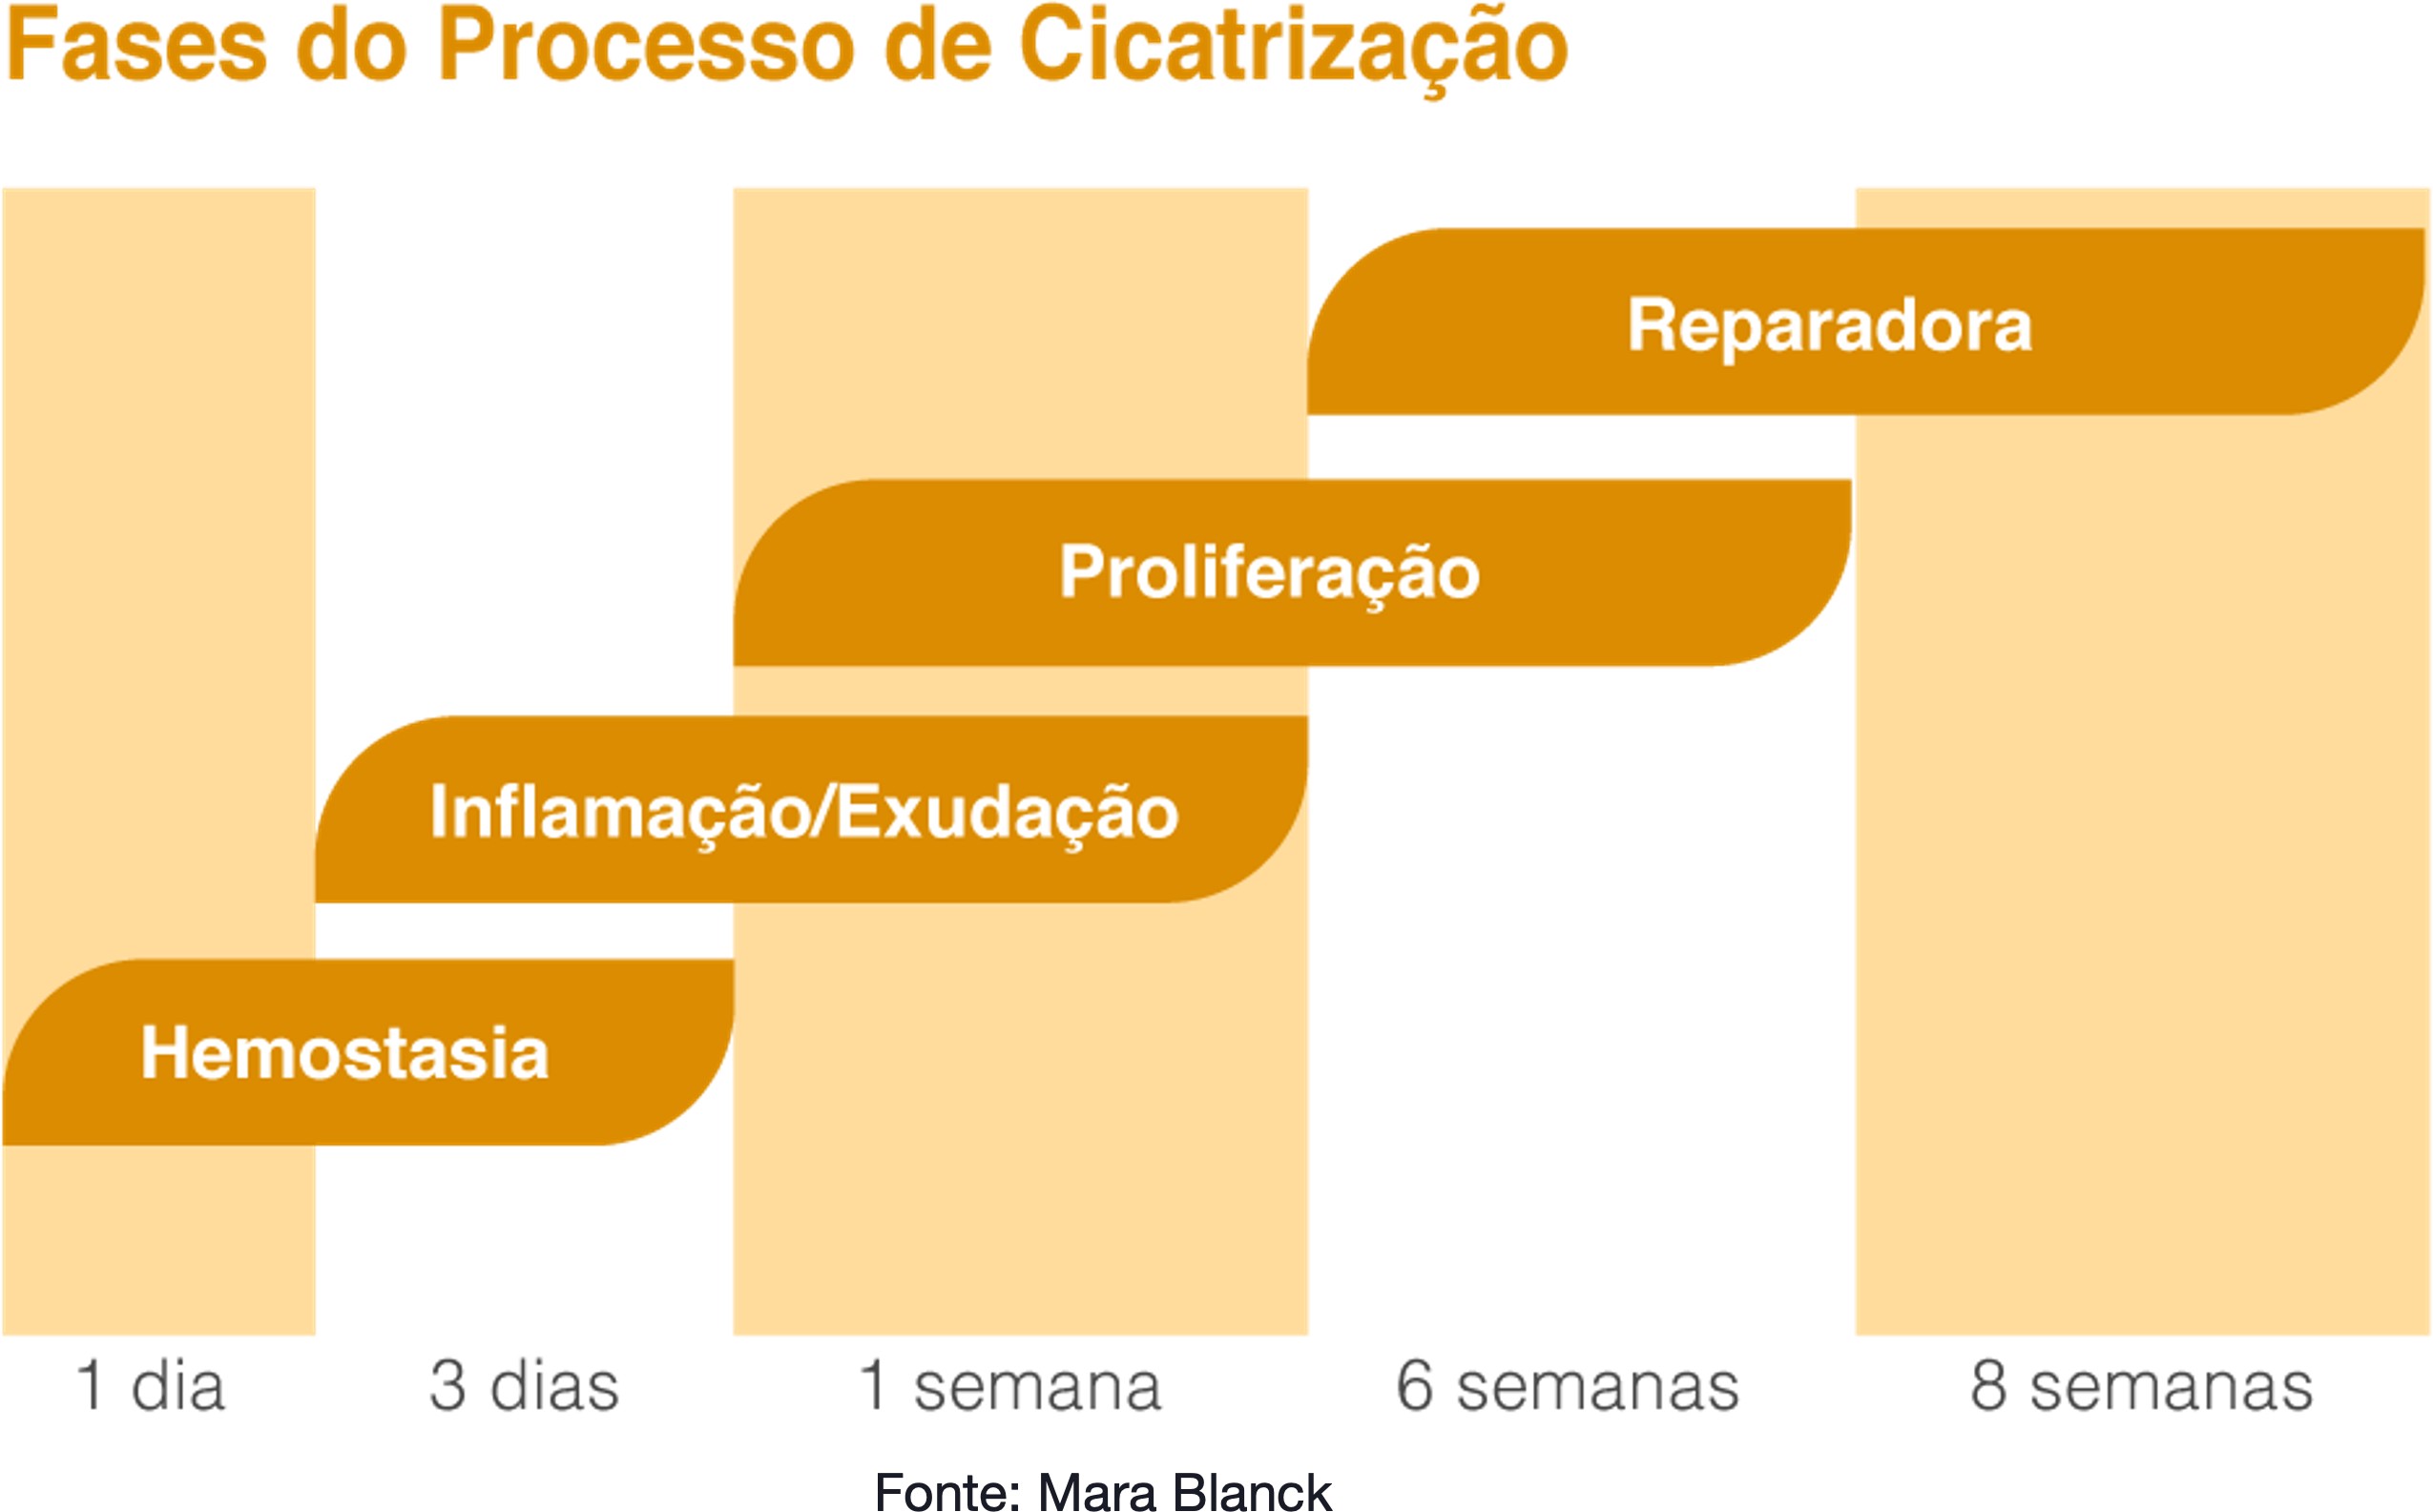 Fases do Processo de Cicatrização
Reparadora
Proliferação
Inflamação/Exudação
Hemostasia
1 dia
3 dias
1 semana
6 semanas
8 semanas
Fonte: Mara Blanck